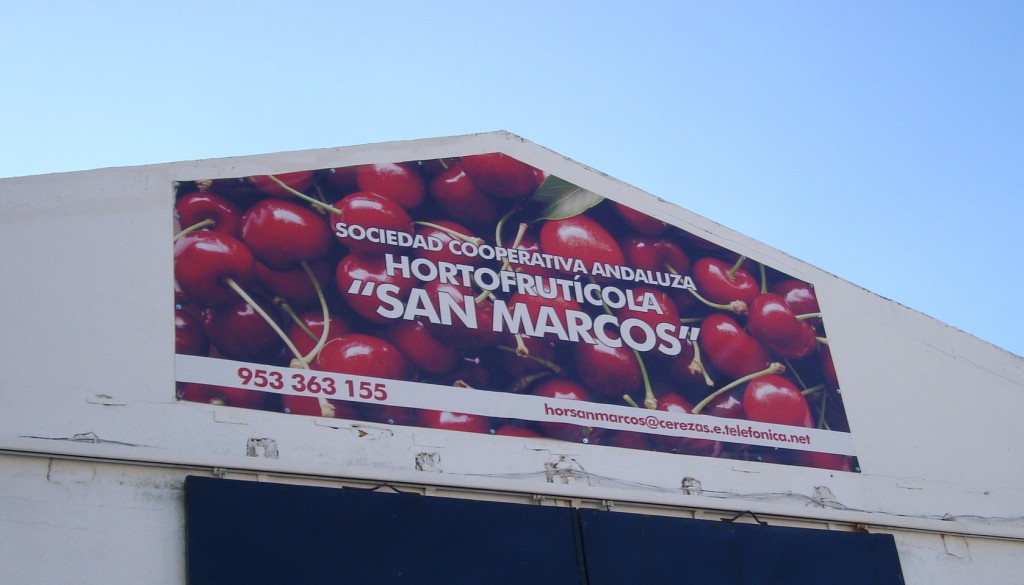 SOCIEDAD COOPERATIVA ANDALUZA
HORTOFRUTÍCOLA
"SAN MARCOS"
953 363 155
horsanmarcos@cerezas.e.telefonica.net